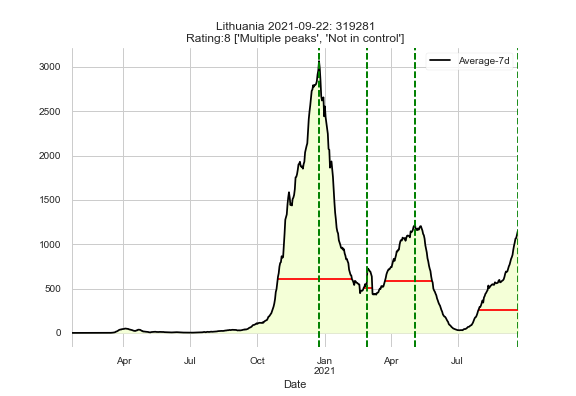 Lithuania 2021-09-22: 319281
Rating:8 ['Multiple peaks', 'Not in control']
Average-7d
3000
2500
2000
1500
1000
500
0
Apr
Jul
Oct
Jan
2021
Apr
Jul
Date